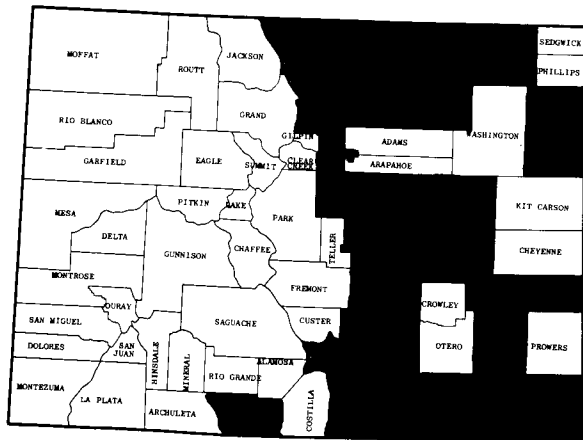 SEDGWICK
PHILLIPS
MOFFAT
ROUTT
JACKSON
GRAND
RIO BLANCO
GILPIN
ADAMS
WASHINGTON
GARFIELD
EAGLE
SUMMIT
CLEAR
CREEK
ARAPAHOE
PITKIN
LAKE
PARK
KIT CARSON
MESA
DELTA
GUNNISON
CHAFFEE
TELLER
CHEYENNE
MONTROSE
FREMONT
OURAY
CROWLEY
SAN MIGUEL
SAGUACHE
CUSTER
DOLORES
SAN
JUAN
HINSDALE
MINERAL
RIO GRANDE
ALAMOSA
OTERO
PROWERS
MONTEZUMA
LA PLATA
ARCHULETA
COSTILLA